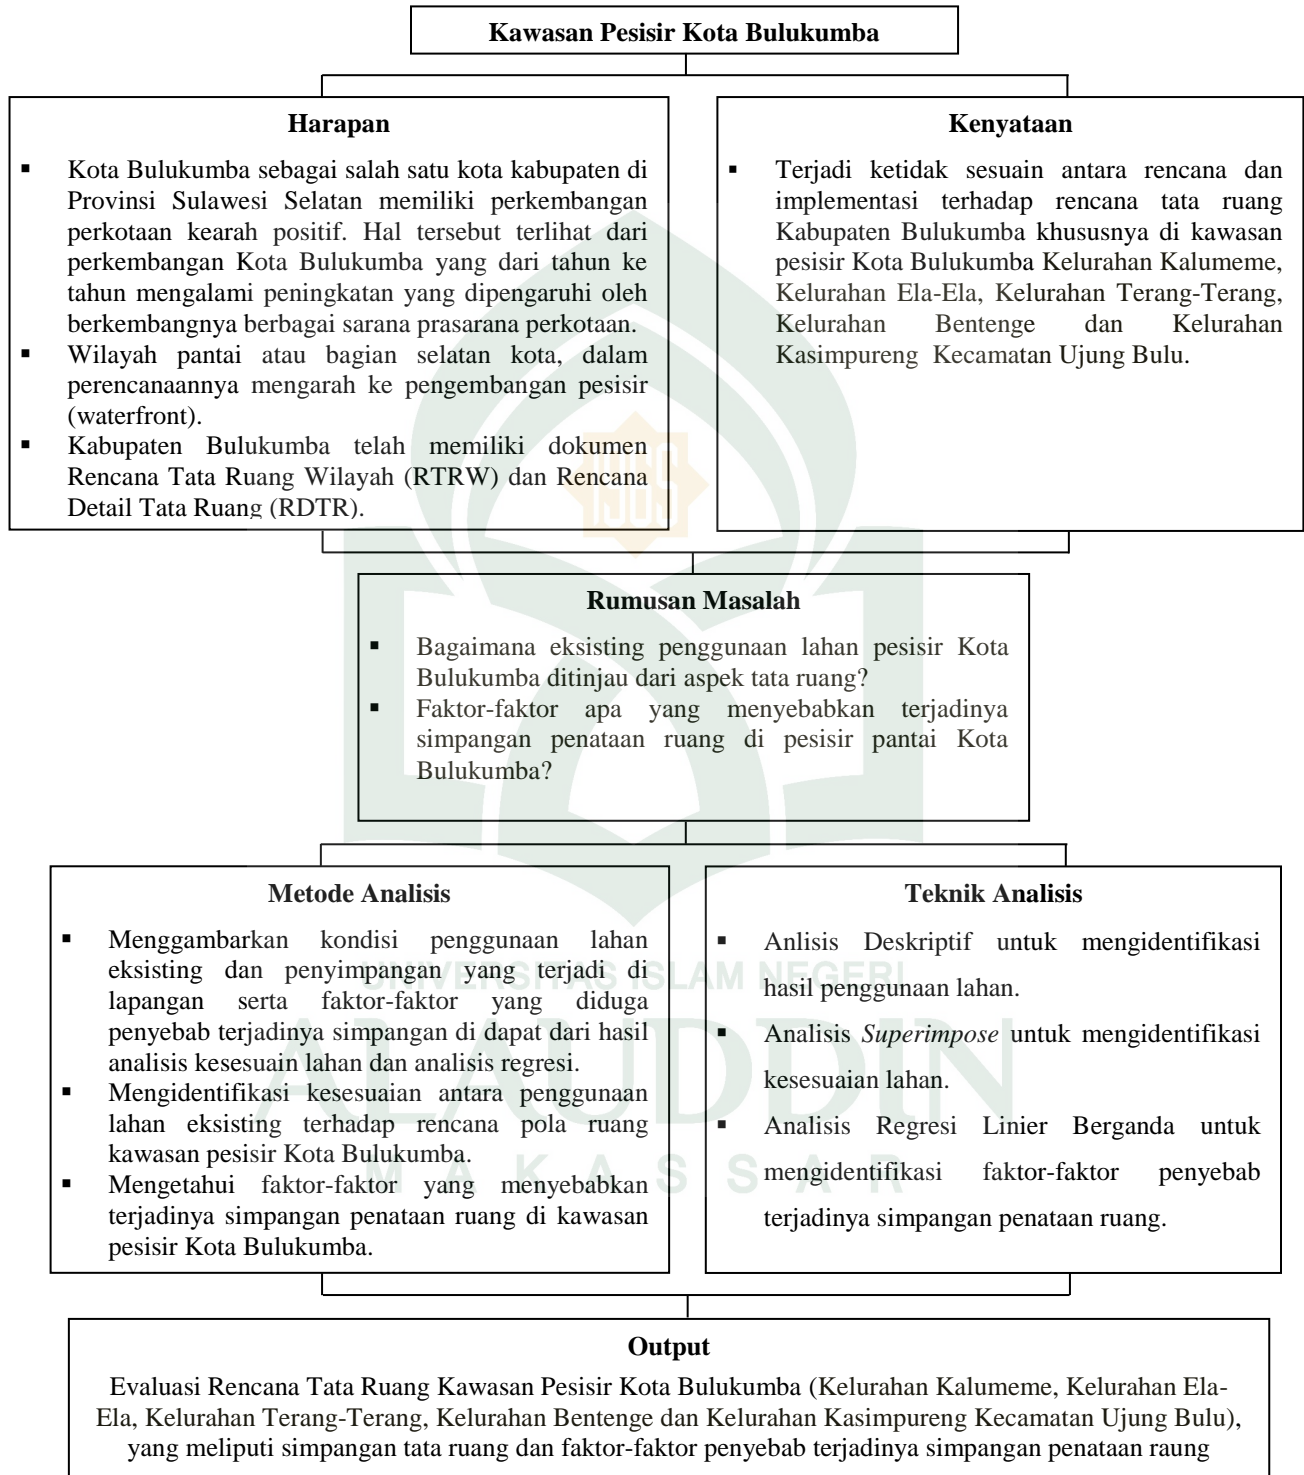 Kawasan Pesisir Kota Bulukumba
Harapan
▪ Kota Bulukumba sebagai salah satu kota kabupaten di
Provinsi Sulawesi Selatan memiliki perkembangan
perkotaan kearah positif. Hal tersebut terlihat dari
perkembangan Kota Bulukumba yang dari tahun ke
tahun mengalami peningkatan yang dipengaruhi oleh
berkembangnya berbagai sarana prasarana perkotaan.
▪ Wilayah pantai atau bagian selatan kota, dalam
perencanaannya mengarah ke pengembangan pesisir
(waterfront).
▪ Kabupaten Bulukumba telah memiliki dokumen
Rencana Tata Ruang Wilayah (RTRW) dan Rencana
Detail Tata Ruang (RDTR).
Kenyataan
▪ Terjadi ketidak sesuain antara rencana dan
implementasi terhadap rencana tata ruang
Kabupaten Bulukumba khususnya di kawasan
pesisir Kota Bulukumba Kelurahan Kalumeme,
Kelurahan Ela-Ela, Kelurahan Terang-Terang,
Kelurahan Bentenge dan Kelurahan
Kasimpureng Kecamatan Ujung Bulu.
Rumusan Masalah
▪ Bagaimana eksisting penggunaan lahan pesisir Kota
Bulukumba ditinjau dari aspek tata ruang?
▪ Faktor-faktor apa yang menyebabkan terjadinya
simpangan penataan ruang di pesisir pantai Kota
Bulukumba?
Metode Analisis
▪ Menggambarkan kondisi penggunaan lahan
eksisting dan penyimpangan yang terjadi di
lapangan serta faktor-faktor yang diduga
penyebab terjadinya simpangan di dapat dari hasil
analisis kesesuain lahan dan analisis regresi.
▪ Mengidentifikasi kesesuaian antara penggunaan
lahan eksisting terhadap rencana pola ruang
kawasan pesisir Kota Bulukumba.
▪ Mengetahui faktor-faktor yang menyebabkan
terjadinya simpangan penataan ruang di kawasan
pesisir Kota Bulukumba.
Teknik Analisis
▪ Anlisis Deskriptif untuk mengidentifikasi
hasil penggunaan lahan.
▪ Analisis Superimpose untuk mengidentifikasi
kesesuaian lahan.
▪ Analisis Regresi Linier Berganda untuk
mengidentifikasi faktor-faktor penyebab
terjadinya simpangan penataan ruang.
UNIVERSITAS ISLAM NEGERI
ALAUDDIN
MAKASSAR
Output
Evaluasi Rencana Tata Ruang Kawasan Pesisir Kota Bulukumba (Kelurahan Kalumeme, Kelurahan Ela-
Ela, Kelurahan Terang-Terang, Kelurahan Bentenge dan Kelurahan Kasimpureng Kecamatan Ujung Bulu),
yang meliputi simpangan tata ruang dan faktor-faktor penyebab terjadinya simpangan penataan raung